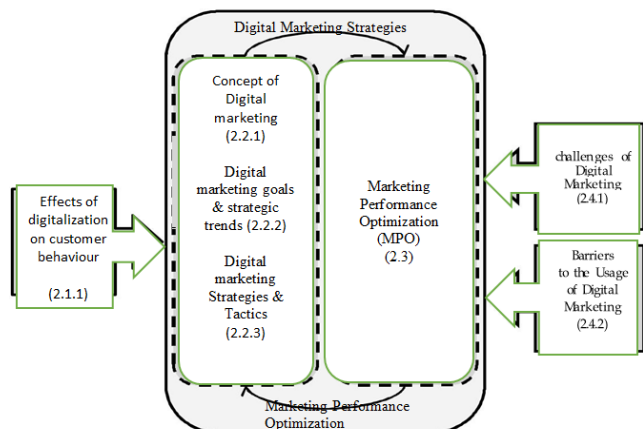 Digital Marketing Strategies
Effects of
digitalization
on customer
behaviour
(2.1.1)
Concept of
Digital
marketing
(2.2.1)
Digital
marketing goals
& strategic
trends (2.2.2)
Digital
marketing
Strategies &
Tactics
(2.2.3)
Marketing
Performance
Optimization
(MPO)
(2.3)
challenges of
Digital
Marketing
(2.4.1)
Barriers
to the Usage
of Digital
Marketing
(2.4.2)
Marketing Performance
Optimization